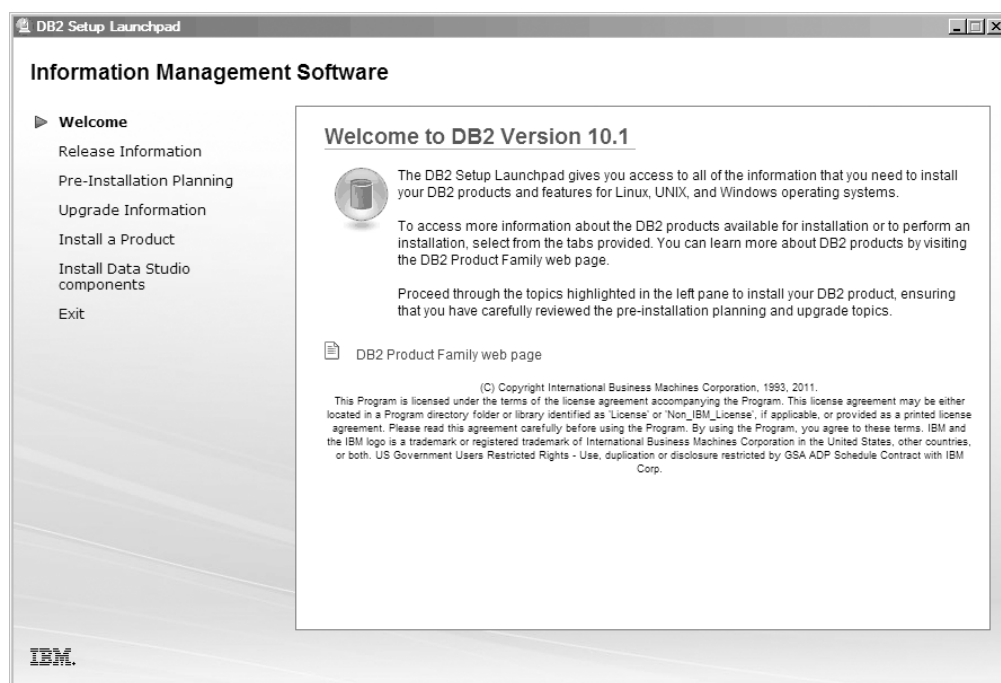 DB2 Setup Launchpad
Information Management Software
Welcome
Release Information
Pre-Installation Planning
Upgrade Information
Install a Product
Install Data Studio
components
Exit
Welcome to DB2 Version 10.1
The DB2 Setup Launchpad gives you access to all of the information that you need to install
your DB2 products and features for Linux, UNIX, and Windows operating systems.
To access more information about the DB2 products available for installation or to perform an
installation, select from the tabs provided. You can learn more about DB2 products by visiting
the DB2 Product Family web page.
Proceed through the topics highlighted in the left pane to install your DB2 product, ensuring
that you have carefully reviewed the pre-installation planning and upgrade topics.
DB2 Product Family web page
(C) Copyright International Business Machines Corporation, 1993, 2011.
This Program is licensed under the terms of the license agreement accompanying the Program. This license agreement may be either
located in a Program directory folder or library identified as 'License' or 'Non_IBM_License', if applicable, or provided as a printed license
agreement. Please read this agreement carefully before using the Program. By using the Program, you agree to these terms. IBM and
the IBM logo is a trademark or registered trademark of International Business Machines Corporation in the United States, other countries,
or both. US Government Users Restricted Rights - Use, duplication or disclosure restricted by GSA ADP Schedule Contract with IBM
Corp.
IBM.